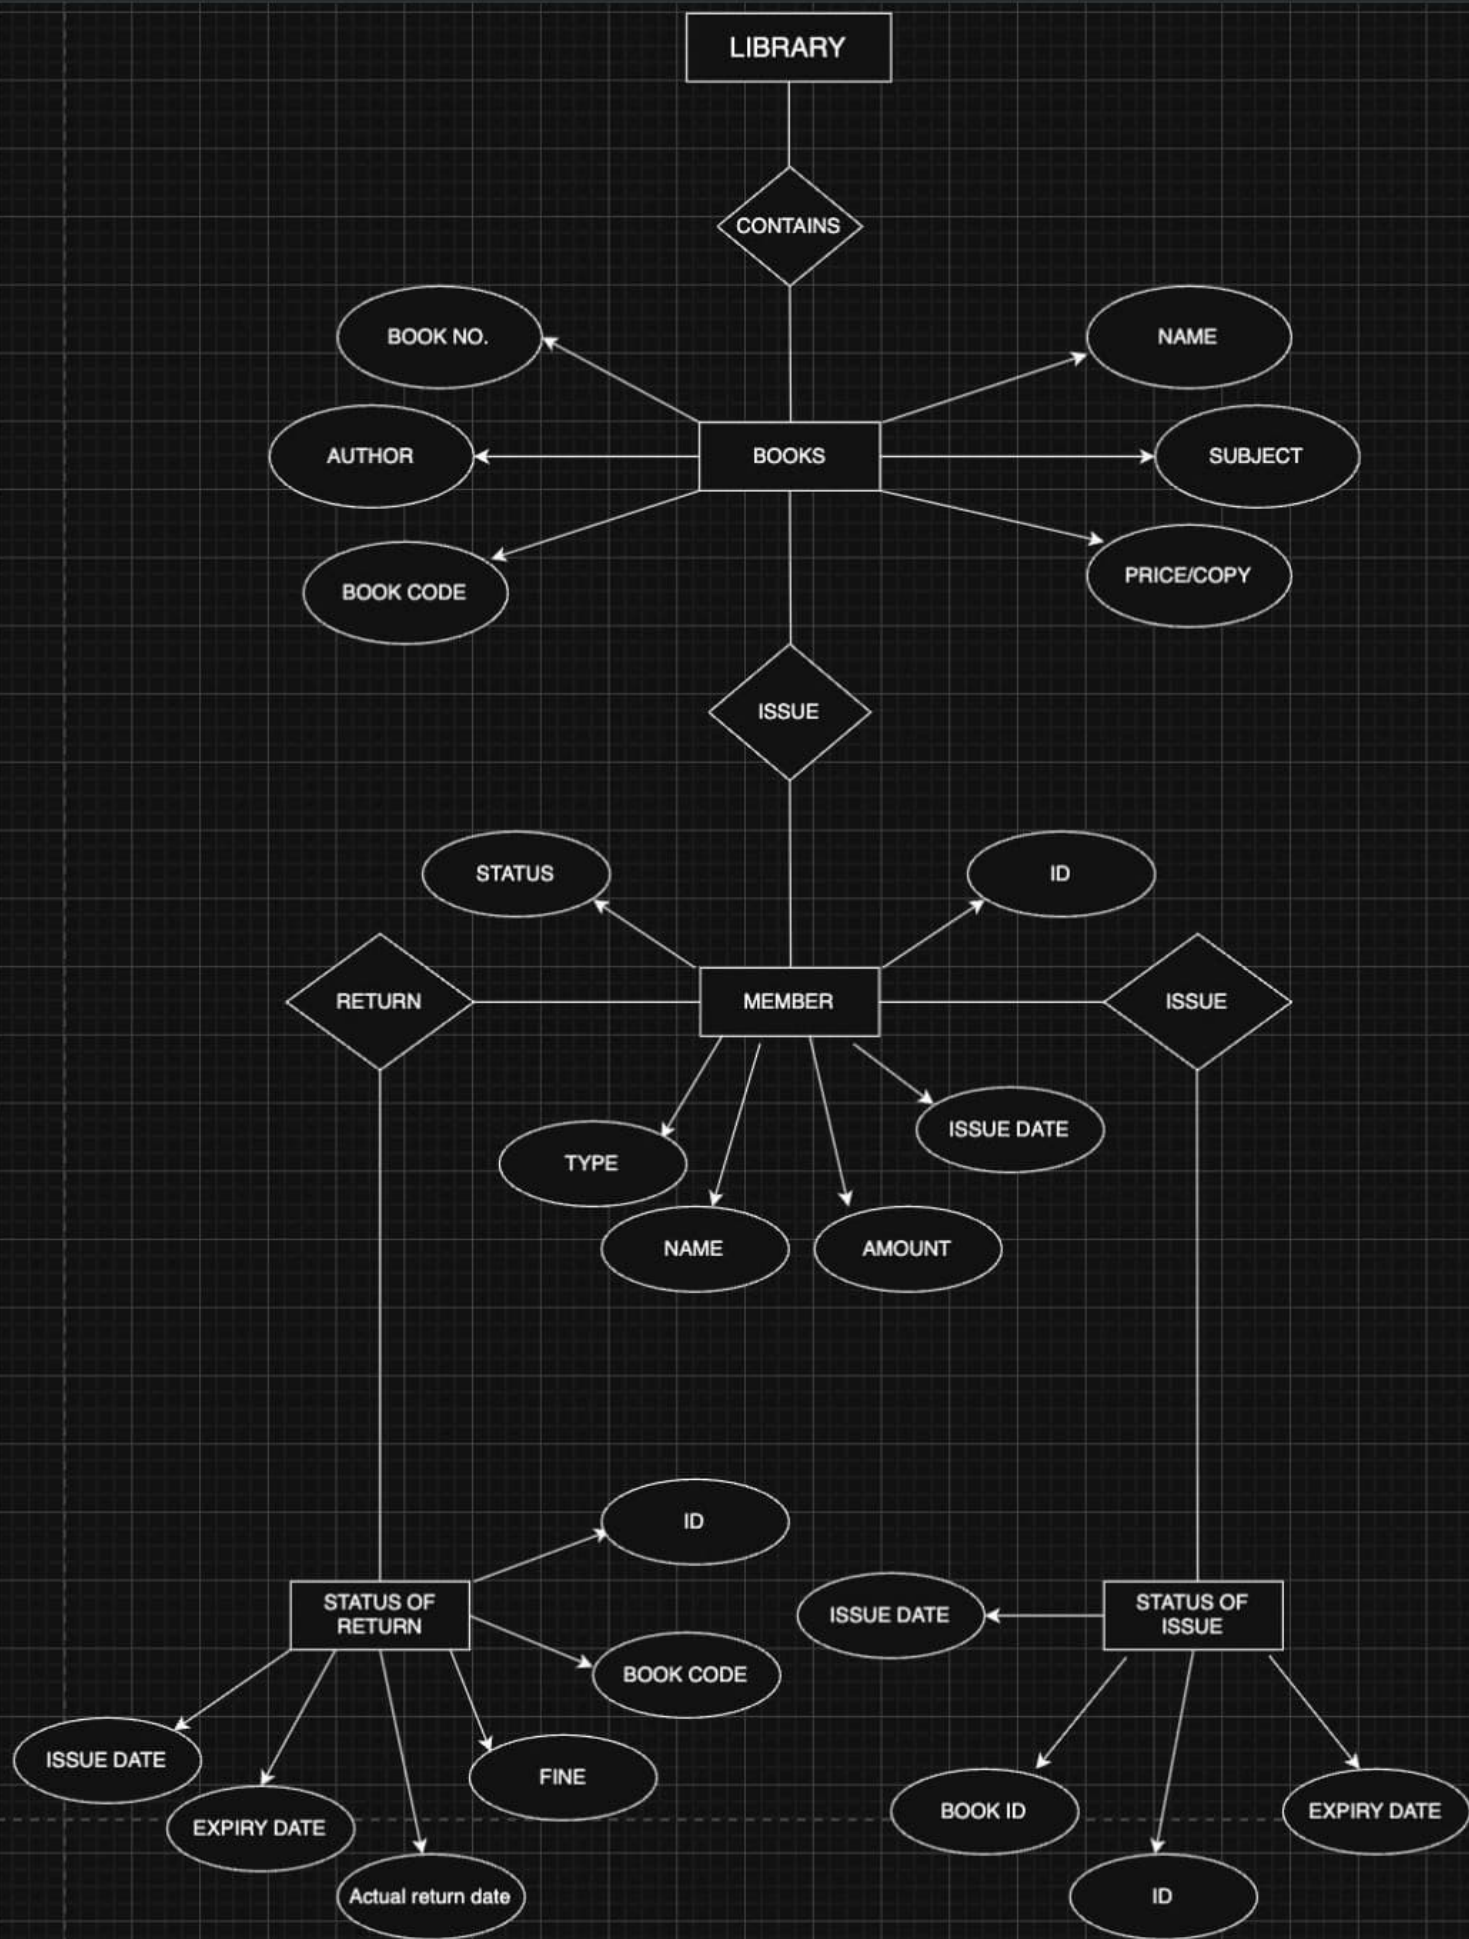 LIBRARY
CONTAINS
BOOK NO.
NAME
AUTHOR
BOOKS
SUBJECT
BOOK CODE
PRICE/COPY
ISSUE
STATUS
ID
RETURN
MEMBER
ISSUE
ISSUE DATE
TYPE
NAME
AMOUNT
ID
STATUS OF
RETURN
ISSUE DATE
STATUS OF
ISSUE
BOOK CODE
ISSUE DATE
FINE
EXPIRY DATE
BOOK ID
EXPIRY DATE
Actual return date
ID